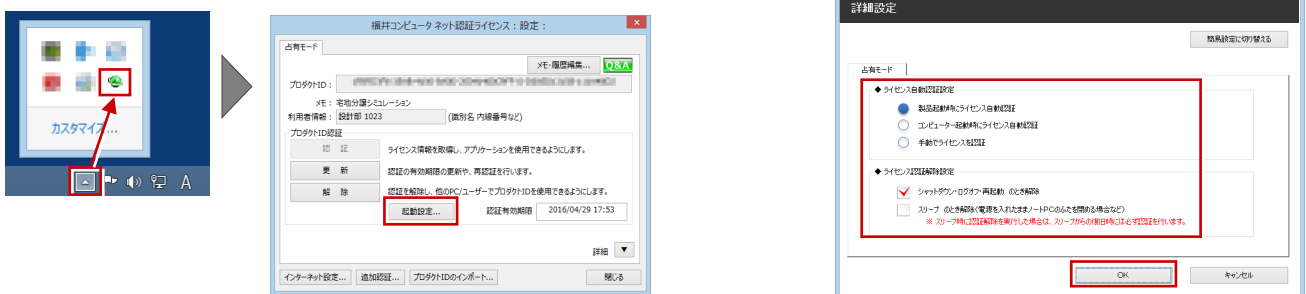 カスタマイズ...
A
福井コンピュータ ネット認証ライセンス：設定：
占有モード
メモ・履歴編集... Q&A
プロダクトID：
メモ： 宅地分譲シミュレーション
利用者情報： 設計部 1023 (識別名 内線番号など)
プロダクトID認証
認 証 ライセンス情報を取得し、アプリケーションを使用できるようにします。
更 新 認証の有効期限の更新や、再認証を行います。
解 除 認証を解除し、他のPC/ユーザーでプロダクトIDを使用できるようにします。
起動設定... 認証有効期限 2016/04/29 17:53
詳細 ▼
インターネット設定... 追加認証... プロダクトIDのインポート... 閉じる
詳細設定
簡易設定に切り替える
占有モード
◆ ライセンス自動認証設定
製品起動時にライセンス自動認証
コンピューター起動時にライセンス自動認証
手動でライセンスを認証
◆ ライセンス認証解除設定
シャットダウン・ログオフ・再起動 のとき解除
スリープ のとき解除(電源を入れたままノートPCのふたを閉める場合など)
※ スリープ時に認証解除を実行した場合は、スリープからの復旧時には必ず認証を行います。
OK キャンセル